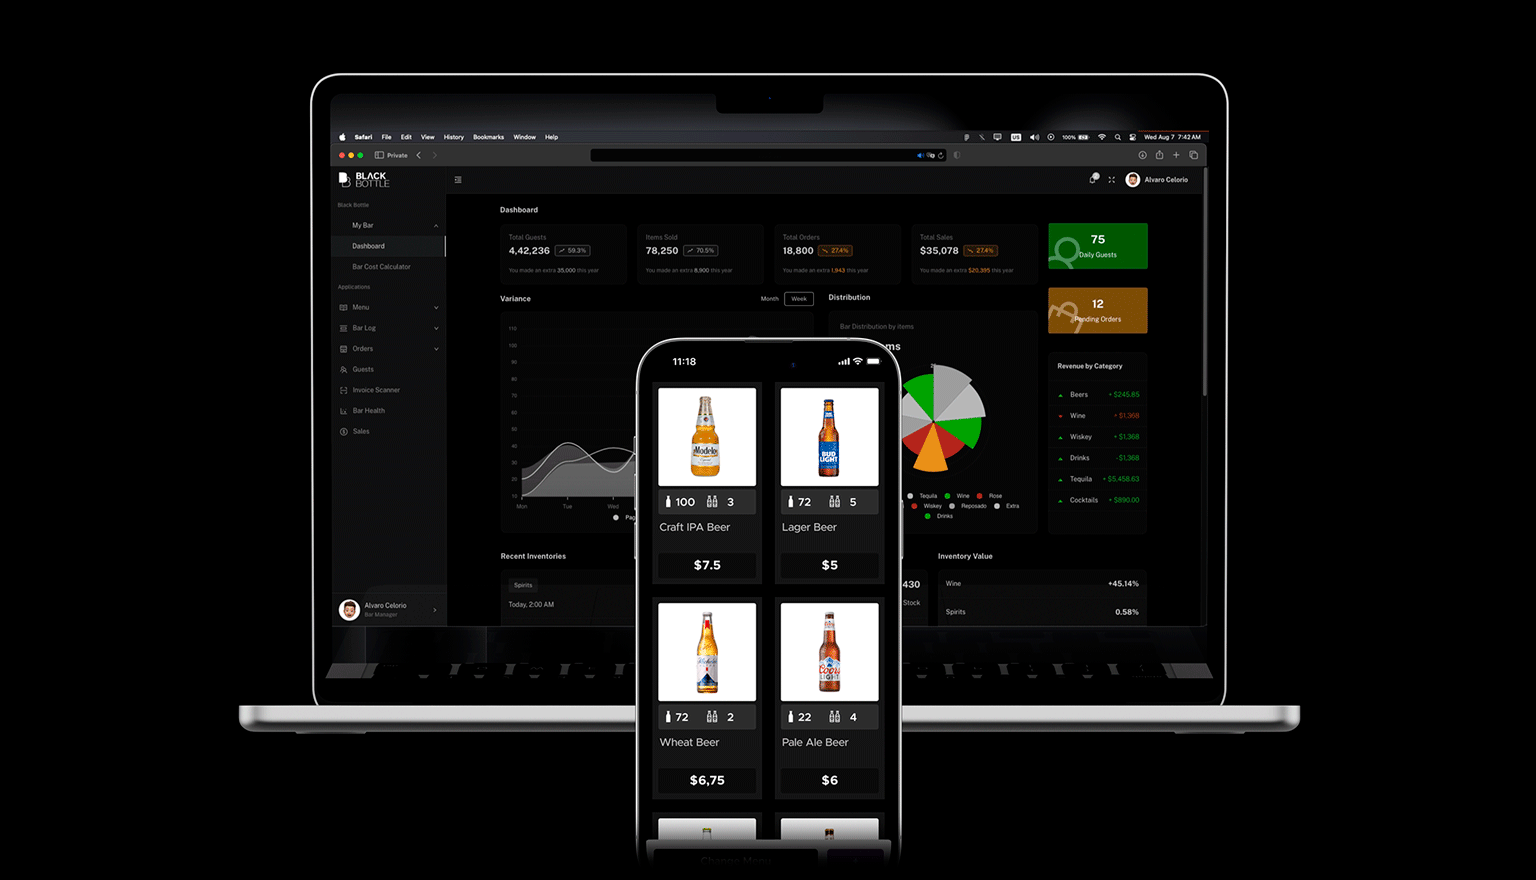 Safari File Edit View History Bookmarks Window Help
US 100% Wed Aug 7 7:42 AM
Private
BLACK
BOTTLE
Alvaro Celorio
Black Bottle
My Bar
Dashboard
Bar Cost Calculator
Applications
Menu
Bar Log
Orders
Guests
Invoice Scanner
Bar Health
Sales
Alvaro Celorio
Bar Manager
Dashboard
Total Guests
4,42,236 59.3%
You made an extra 35,000 this year
Items Sold
78,250 70.5%
You made an extra 8,900 this year
Total Orders
18,800 27.4%
You made an extra 1,943 this year
Total Sales
$35,078 27.4%
You made an extra $20,395 this year
75
Daily Guests
12
Pending Orders
Variance
Month Week
110
100
90
80
70
60
50
40
30
20
10
Mon Tue Wed
Pag
Distribution
Bar Distribution by items
ms
Tequila Wine Rose
Wiskey Reposado Extra
Drinks
Revenue by Category
Beers + $245.85
Wine + $1,368
Wiskey + $1,368
Drinks -$1,368
Tequila + $5,458.63
Cocktails + $890.00
Recent Inventories
Spirits
Today, 2:00 AM
430
Stock
Inventory Value
Wine +45.14%
Spirits 0.58%
11:18
Modelo
100 3
Craft IPA Beer
$7.5
BUD
LIGHT
72 5
Lager Beer
$5
72 2
Wheat Beer
$6,75
Coors
LIGHT
22 4
Pale Ale Beer
$6
Change Menu